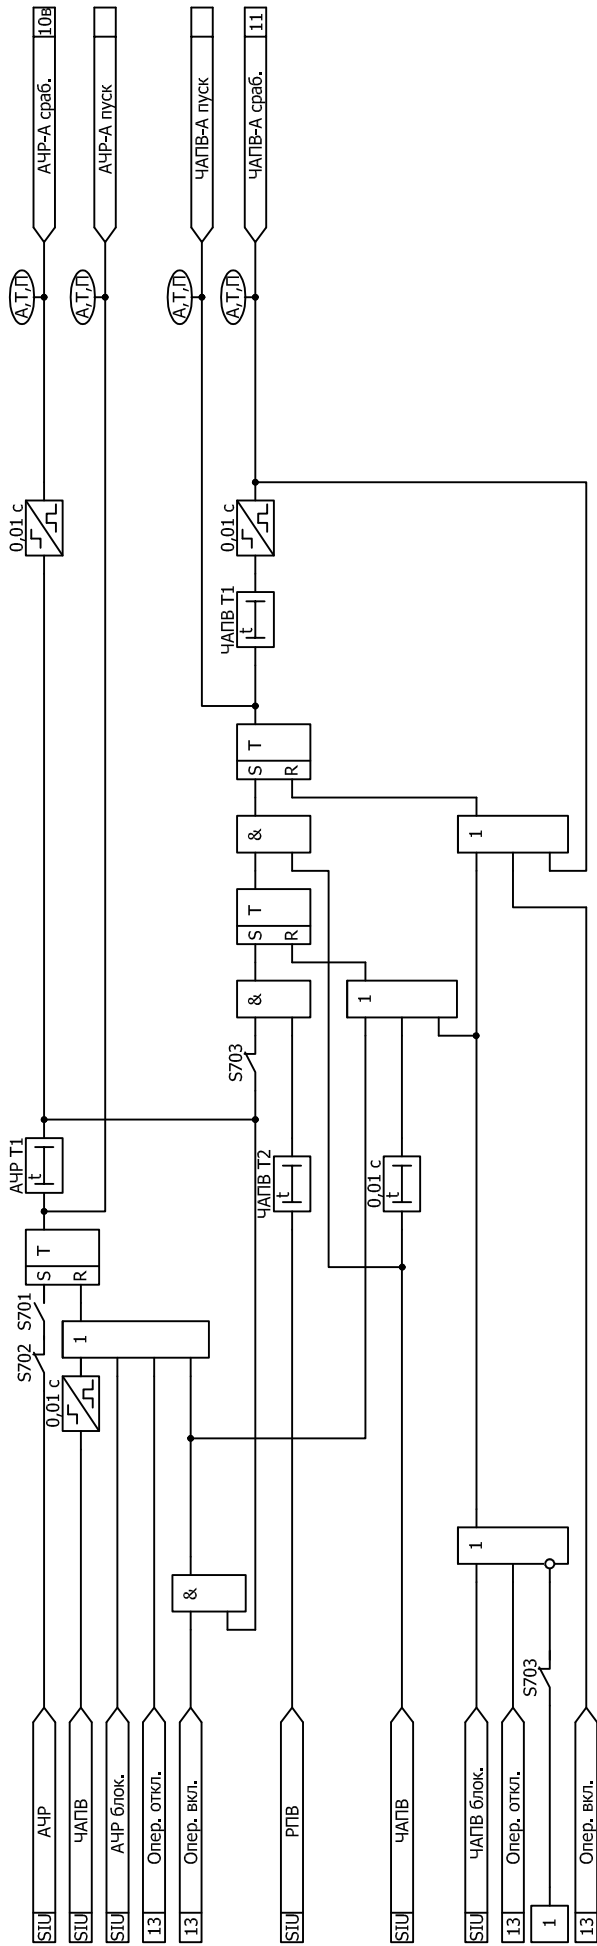 10в
АЧР-А сраб.
АЧР-А пуск
ЧАПВ-А пуск
11
ЧАПВ-А сраб.
А,Т,П
А,Т,П
А,Т,П
А,Т,П
0,01 с
0,01 с
ЧАПВ Т1
t
S T
R
&
1
S T
R
&
1
S703
АЧР Т1
t
ЧАПВ Т2
t
0,01 с
t
S T
R
S701
S702
1
0,01 с
&
1
S703
SIU АЧР
SIU ЧАПВ
SIU АЧР блок.
13 Опер. откл.
13 Опер. вкл.
SIU РПВ
SIU ЧАПВ
SIU ЧАПВ блок.
13 Опер. откл.
1
13 Опер. вкл.